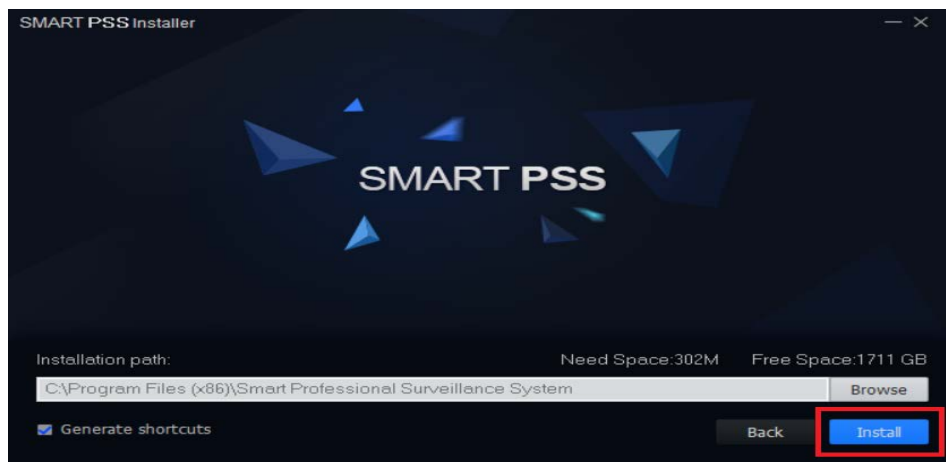 SMART PSS Installer
SMART PSS
Installation path:
Need Space:302M
Free Space:1711 GB
C:\Program Files (x86)\Smart Professional Surveillance System
Browse
Generate shortcuts
Back
Install